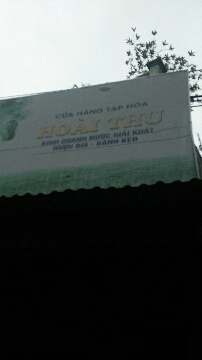 CỬA HÀNG TẠP HÓA
HOÀI THU
KINH DOANH NƯỚC GIẢI KHÁT
RƯỢU BIA - BÁNH KẸO